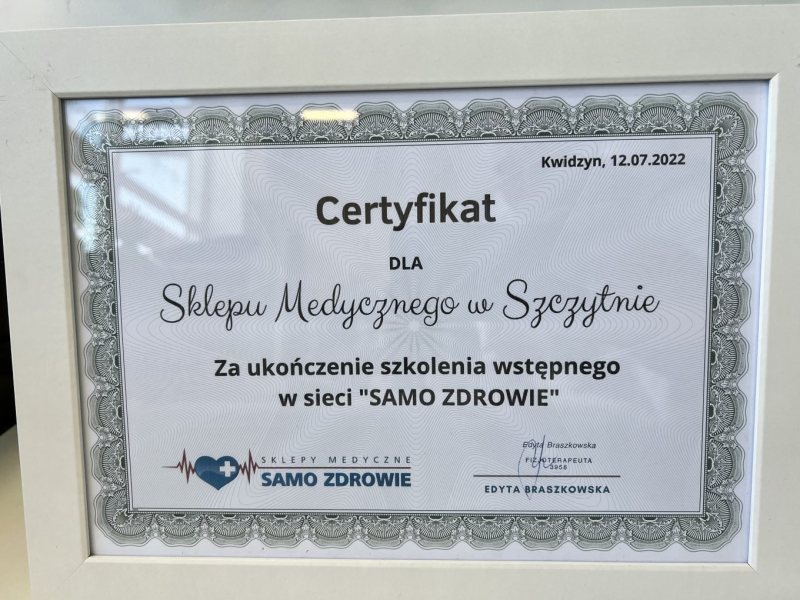 Kwidzyn, 12.07.2022
Certyfikat
DLA
Sklepu Medycznego w Szczytnie
Za ukończenie szkolenia wstępnego
w sieci "SAMO ZDROWIE"
SKLEPY MEDYCZNE
SAMO ZDROWIE
Edyta Braszkowska
FIZJOTERAPEUTA
3958
EDYTA BRASZKOWSKA